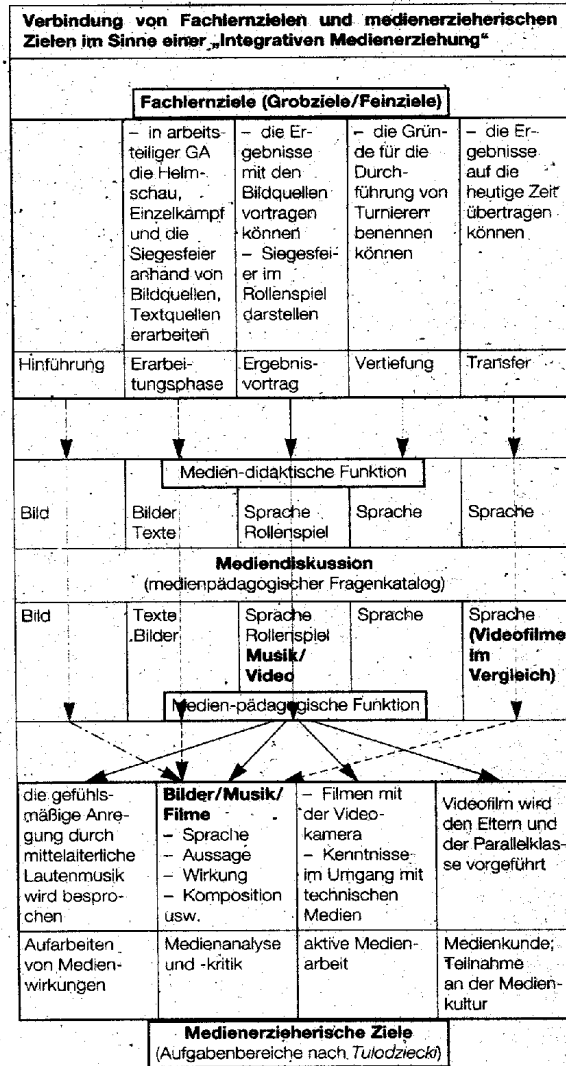 Verbindung von Fachlernzielen und medienerzieherischen
Zielen im Sinne einer „Integrativen Medienerziehung“
Fachlernziele (Grobziele/Feinziele)
– in arbeits-
teiliger GA
die Helm-
schau,
Einzelkampf
und die
Siegesfeier
anhand von
Bildquellen,
Textquellen
erarbeiten
– die Er-
gebnisse
mit den
Bildquellen
vortragen
können
– Siegesfei-
er im
Rollenspiel
darstellen
– die Grün-
de für die
Durch-
führung von
Turnieren
benennen
können
– die Er-
gebnisse
auf die
heutige Zeit
übertragen
können
Hinführung
Erarbei-
tungsphase
Ergebnis-
vortrag
Vertiefung
Transfer
Medien-didaktische Funktion
Bild
Bilder
Texte
Sprache
Rollenspiel
Sprache
Sprache
Mediendiskussion
(medienpädagogischer Fragenkatalog)
Bild
Texte
Bilder
Sprache
Rollenspiel
Musik/
Video
Sprache
Sprache
(Videofilme
im
Vergleich)
Medien-pädagogische Funktion
die gefühls-
mäßige Anre-
gung durch
mittelalterliche
Lautenmusik
wird bespro-
chen
Bilder/Musik/
Filme
– Sprache
– Aussage
– Wirkung
– Komposition
usw.
– Filmen mit
der Video-
kamera
– Kenntnisse
im Umgang mit
technischen
Medien
Videofilm wird
den Eltern und
der Parallelklas-
se vorgeführt
Aufarbeiten
von Medien-
wirkungen
Medienanalyse
und -kritik
aktive Medien-
arbeit
Medienkunde;
Teilnahme
an der Medien-
kultur
Medienerzieherische Ziele
(Aufgabenbereiche nach Tulodziecki)